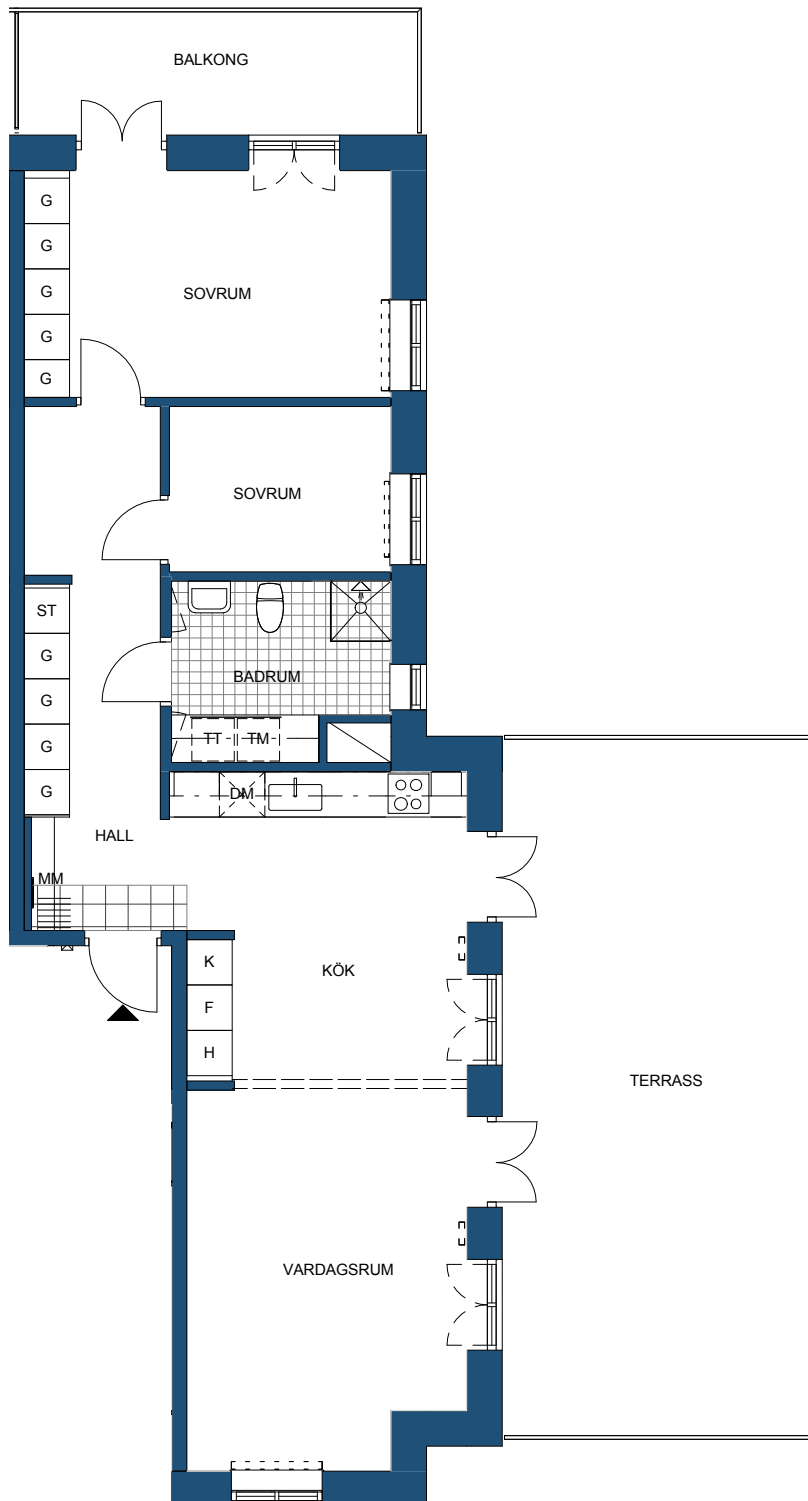 BALKONG
G
G
G
G
G
SOVRUM
SOVRUM
ST
G
G
G
G
BADRUM
TT TM
DM
HALL
MM
K
F
H
KÖK
TERRASS
VARDAGSRUM